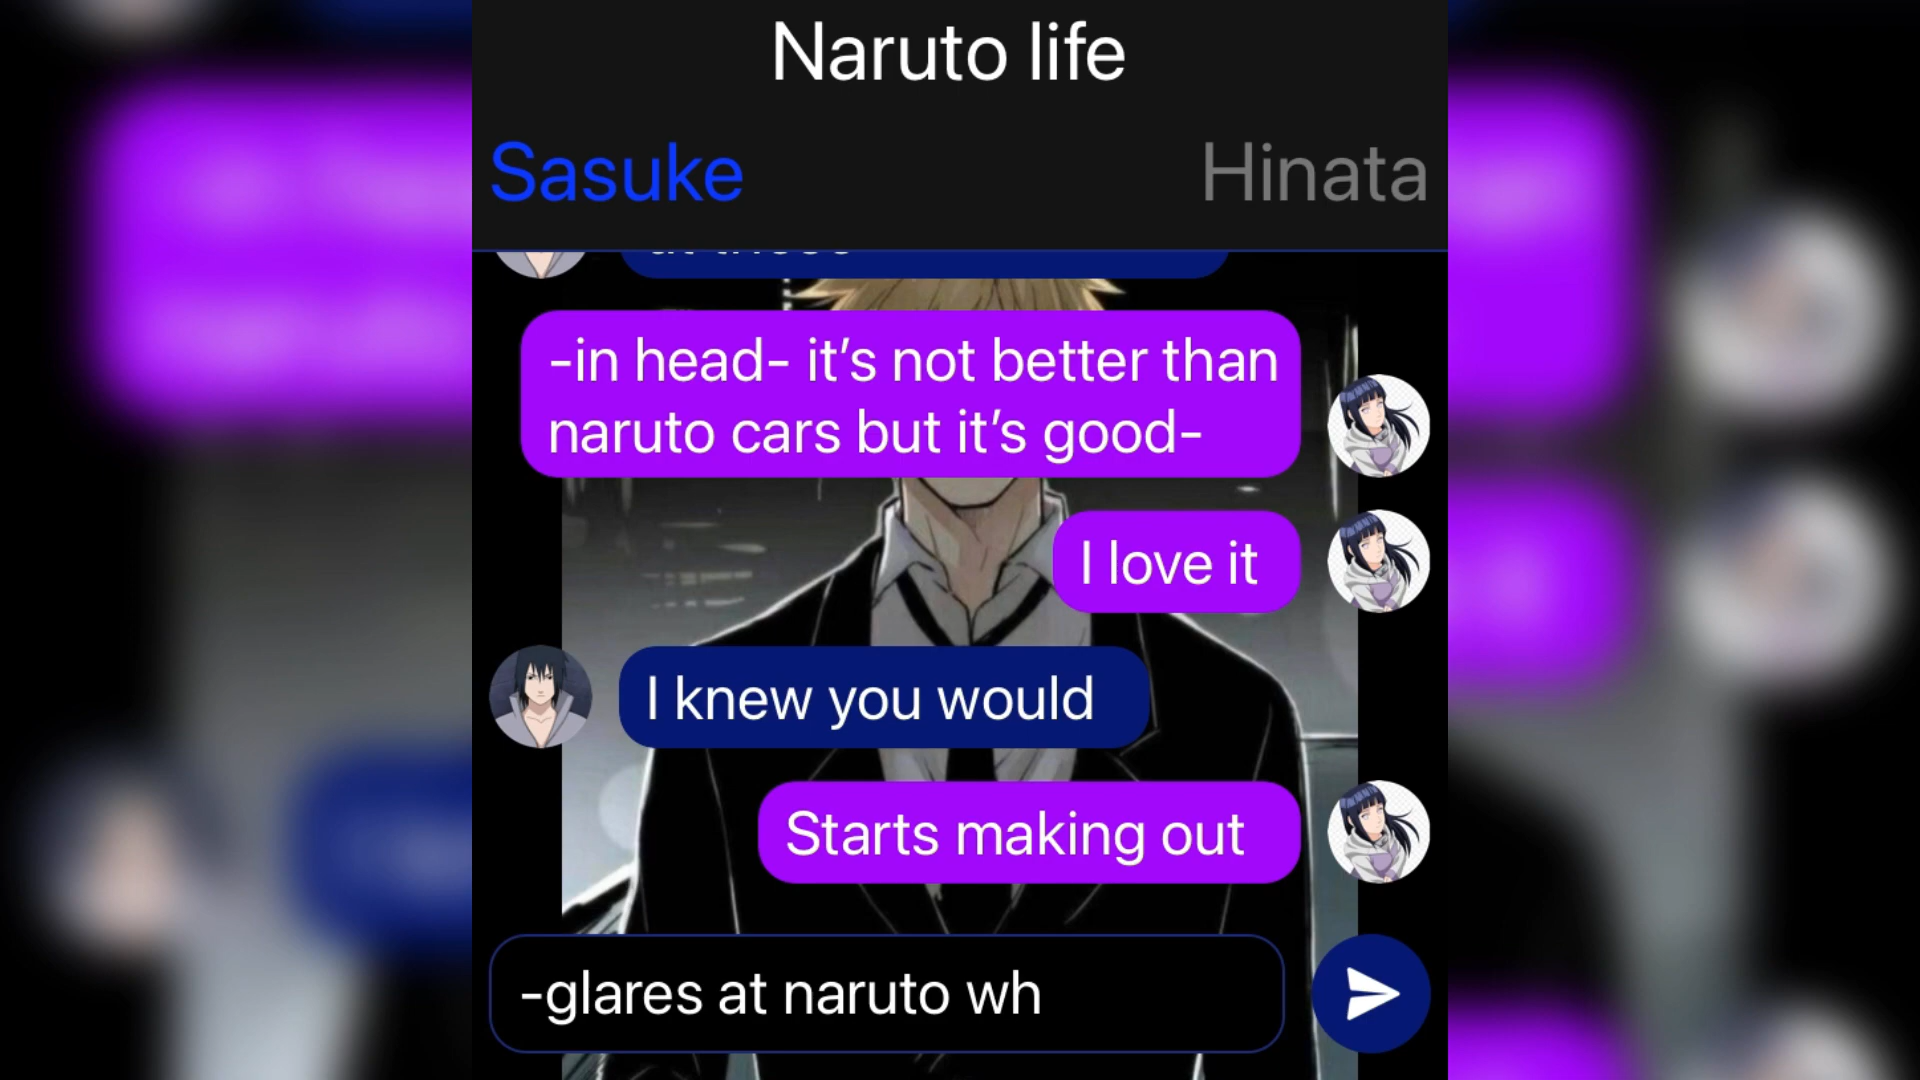 Naruto life
Sasuke
Hinata
-in head- it's not better than
naruto cars but it's good-
I love it
I knew you would
Starts making out
-glares at naruto wh